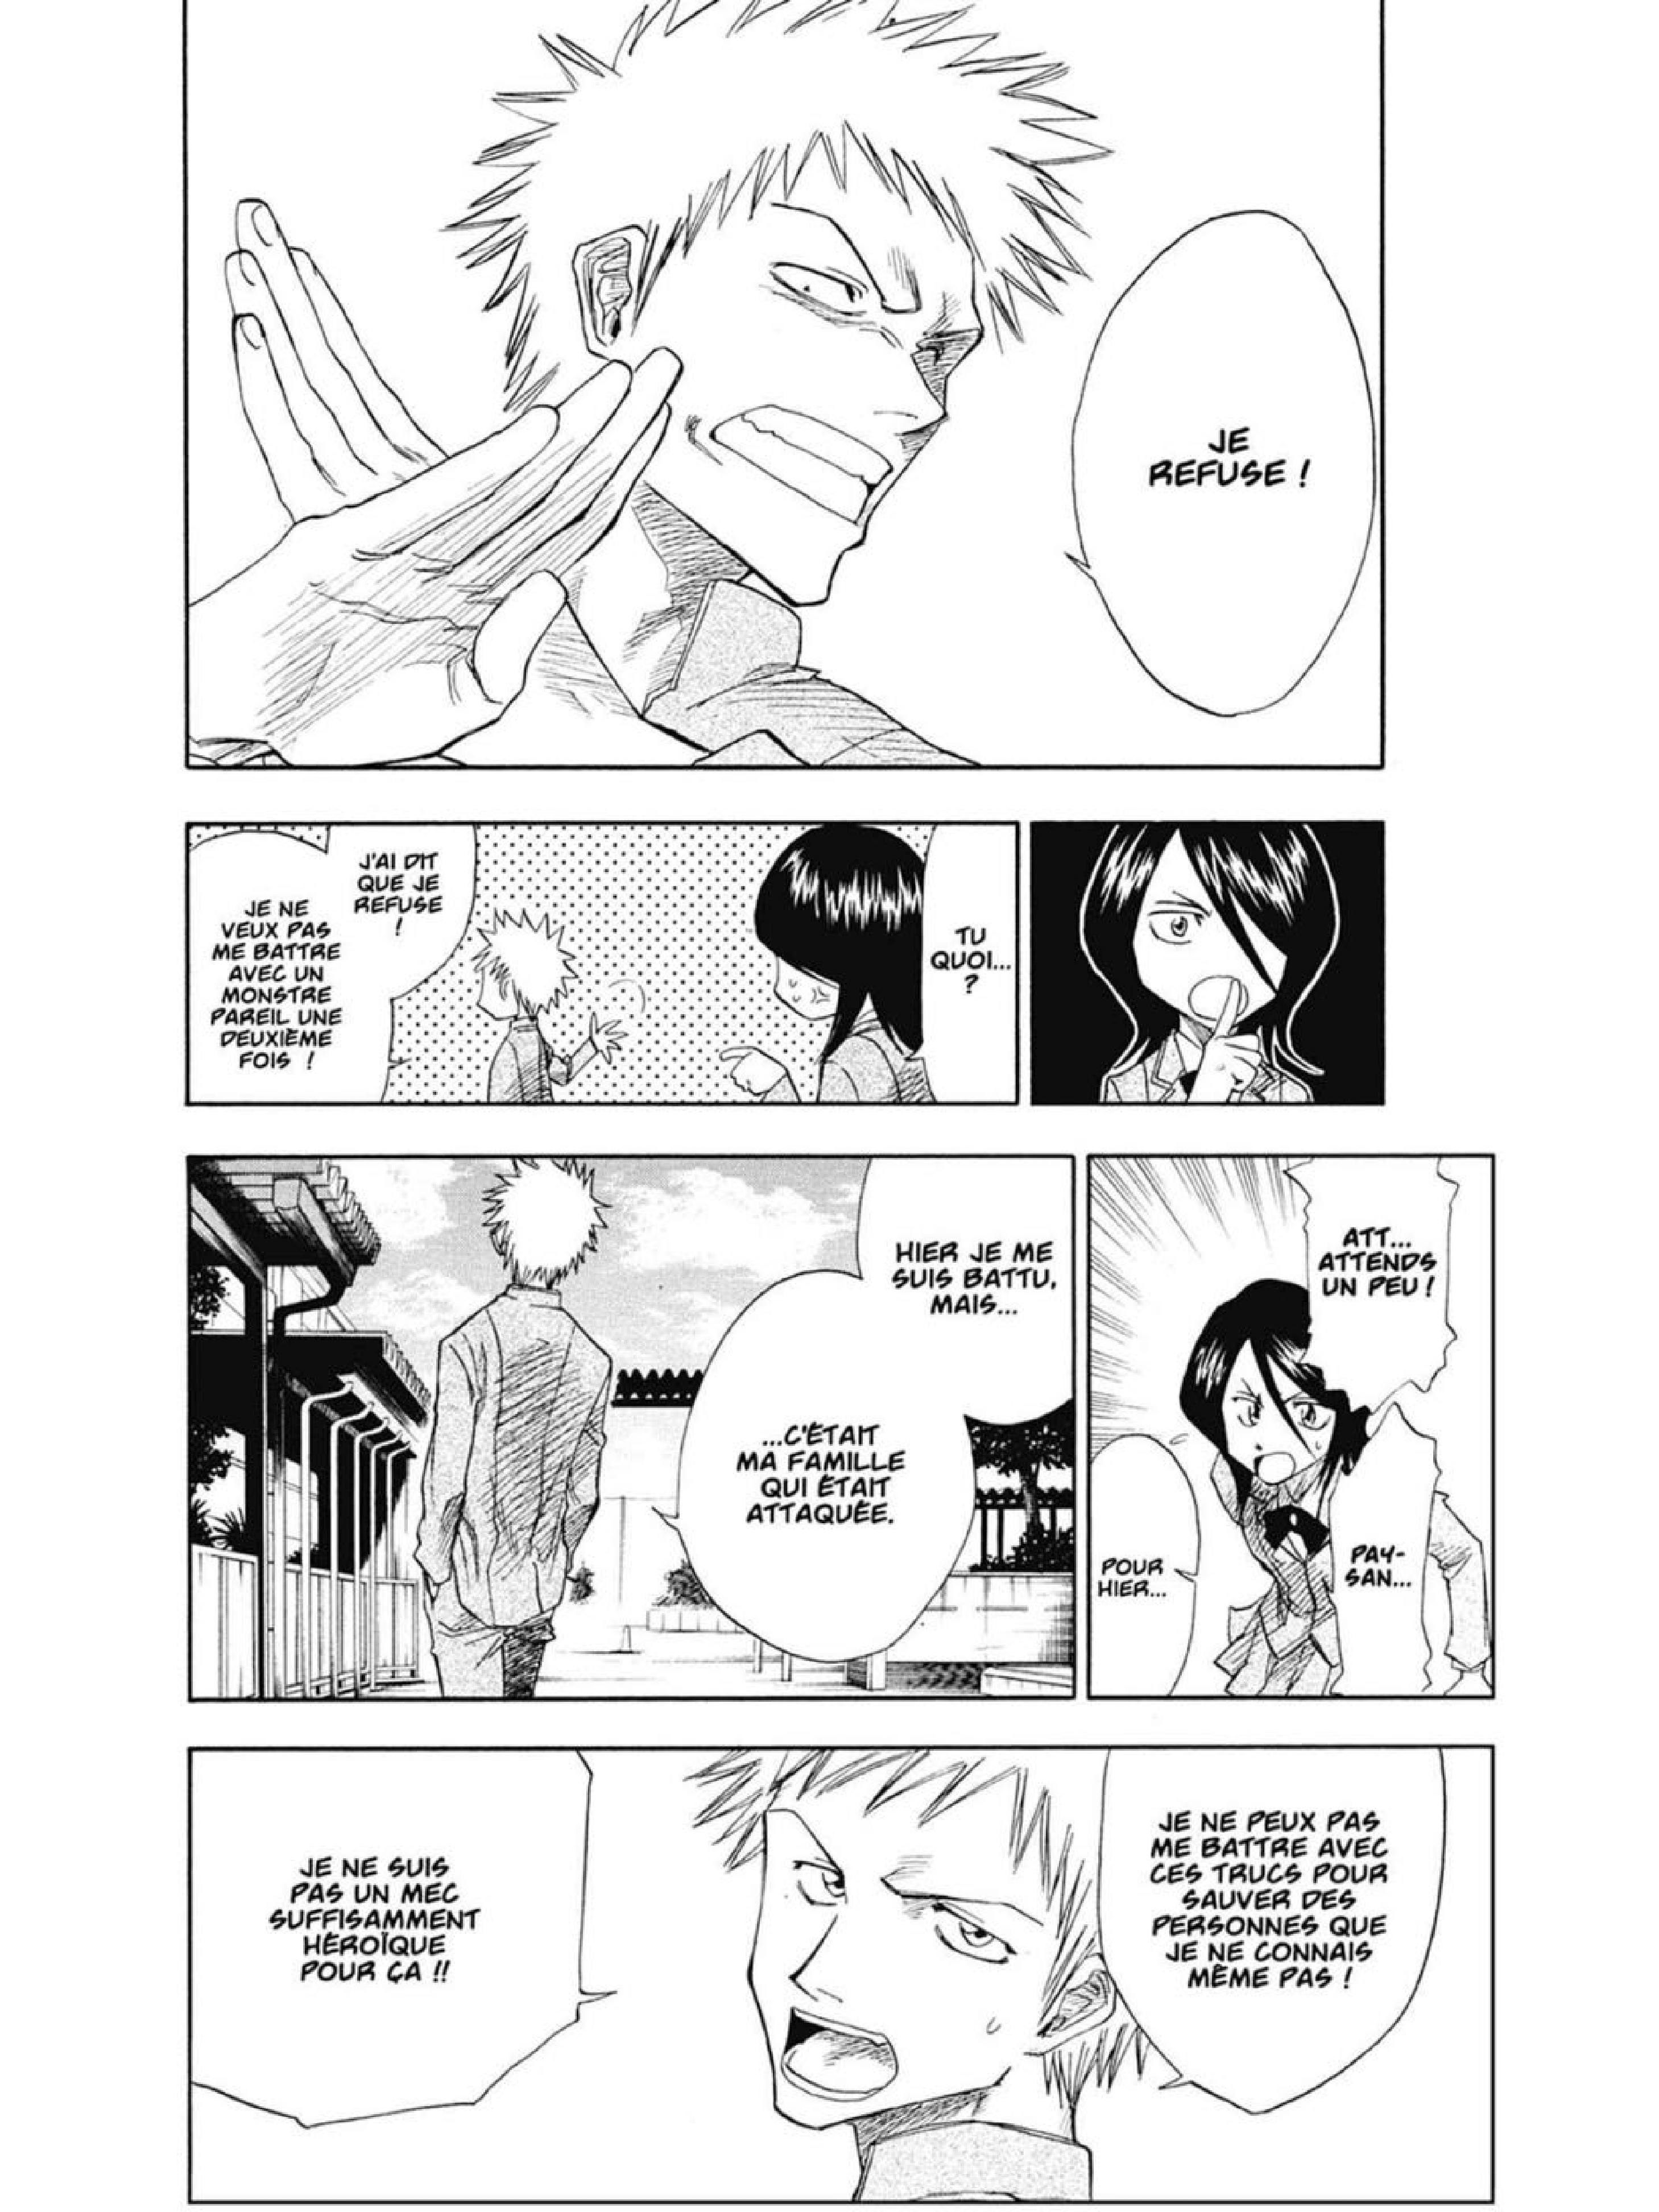 JE
REFUSE !
TU
QUOI...
?
J'AI DIT
QUE JE
REFUSE
!
JE NE
VEUX PAS
ME BATTRE
AVEC UN
MONSTRE
PAREIL UNE
DEUXIÈME
FOIS !
ATT...
ATTENDS
UN PEU !
PAY-
SAN...
POUR
HIER...
HIER JE ME
SUIS BATTU,
MAIS...
...C'ÉTAIT
MA FAMILLE
QUI ÉTAIT
ATTAQUÉE.
JE NE PEUX PAS
ME BATTRE AVEC
CES TRUCS POUR
SAUVER DES
PERSONNES QUE
JE NE CONNAIS
MÊME PAS !
JE NE SUIS
PAS UN MEC
SUFFISAMMENT
HÉROÏQUE
POUR ÇA !!